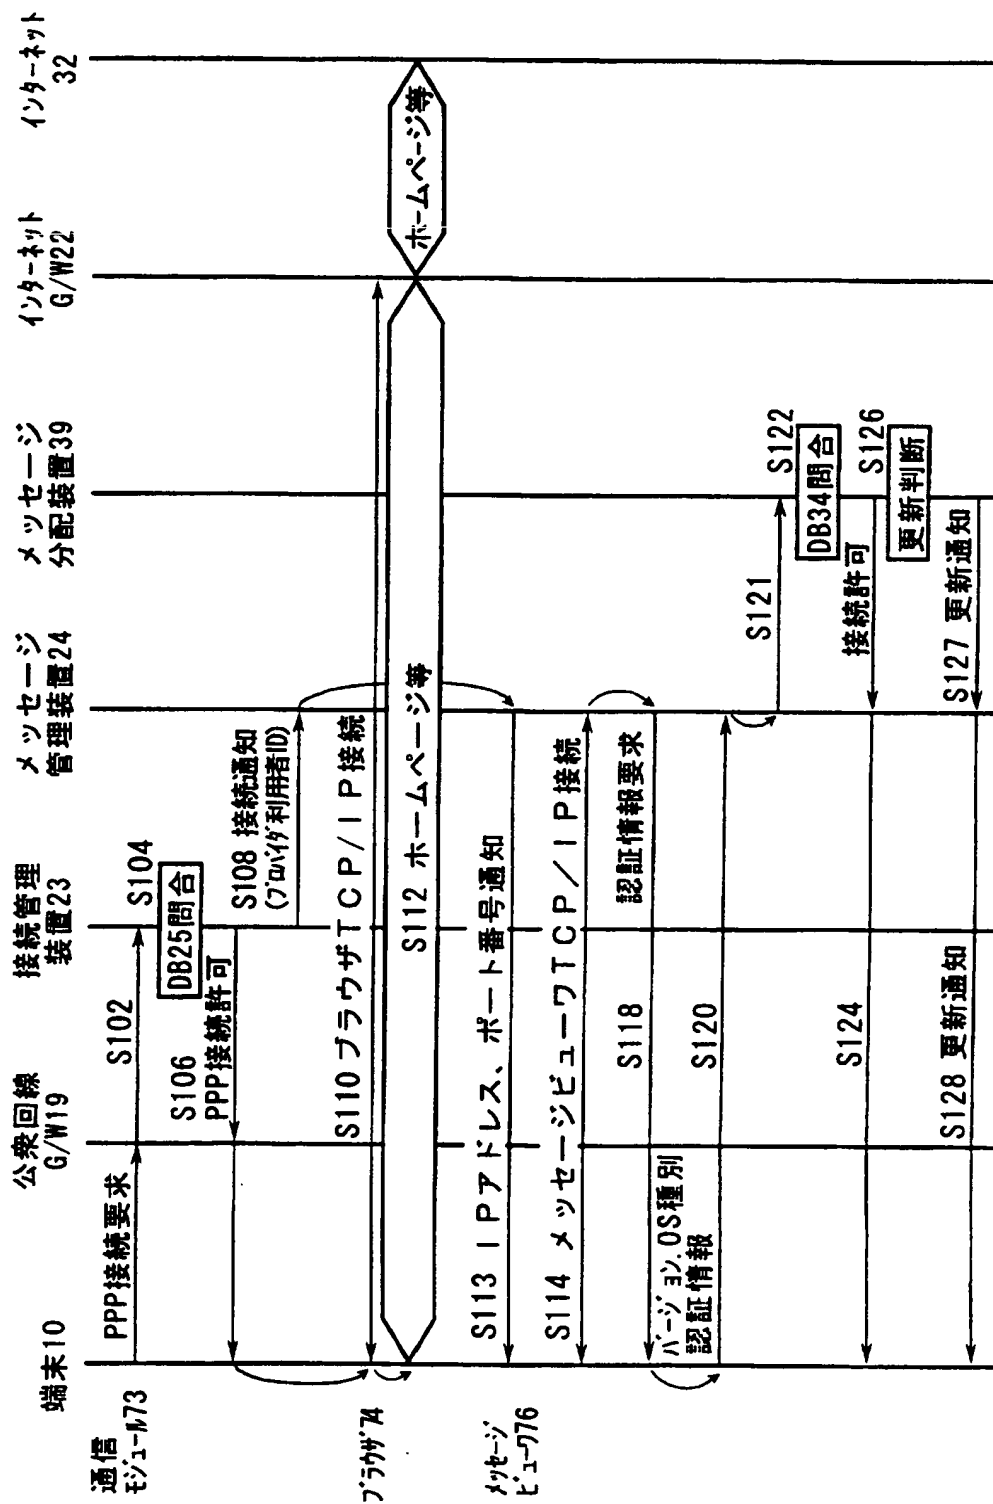 端末10
公衆回線
G/W19
接続管理
装置23
メッセージ
管理装置24
メッセージ
分配装置39
インターネット
G/W22
インターネット
32
通信
モジュール73
PPP接続要求
S102
S104
DB25問合
S106
PPP接続許可
S108 接続通知
(プロバイダ利用者ID)
ブラウザ74
S110 ブラウザTCP/IP接続
S112 ホームページ等
ホームページ等
メッセージ
ビューワ76
S113 IPアドレス、ポート番号通知
S114 メッセージビューワTCP/IP接続
S118
認証情報要求
バージョン.OS種別
認証情報
S120
S121
S122
DB34問合
S124
接続許可
S126
更新判断
S127 更新通知
S128 更新通知